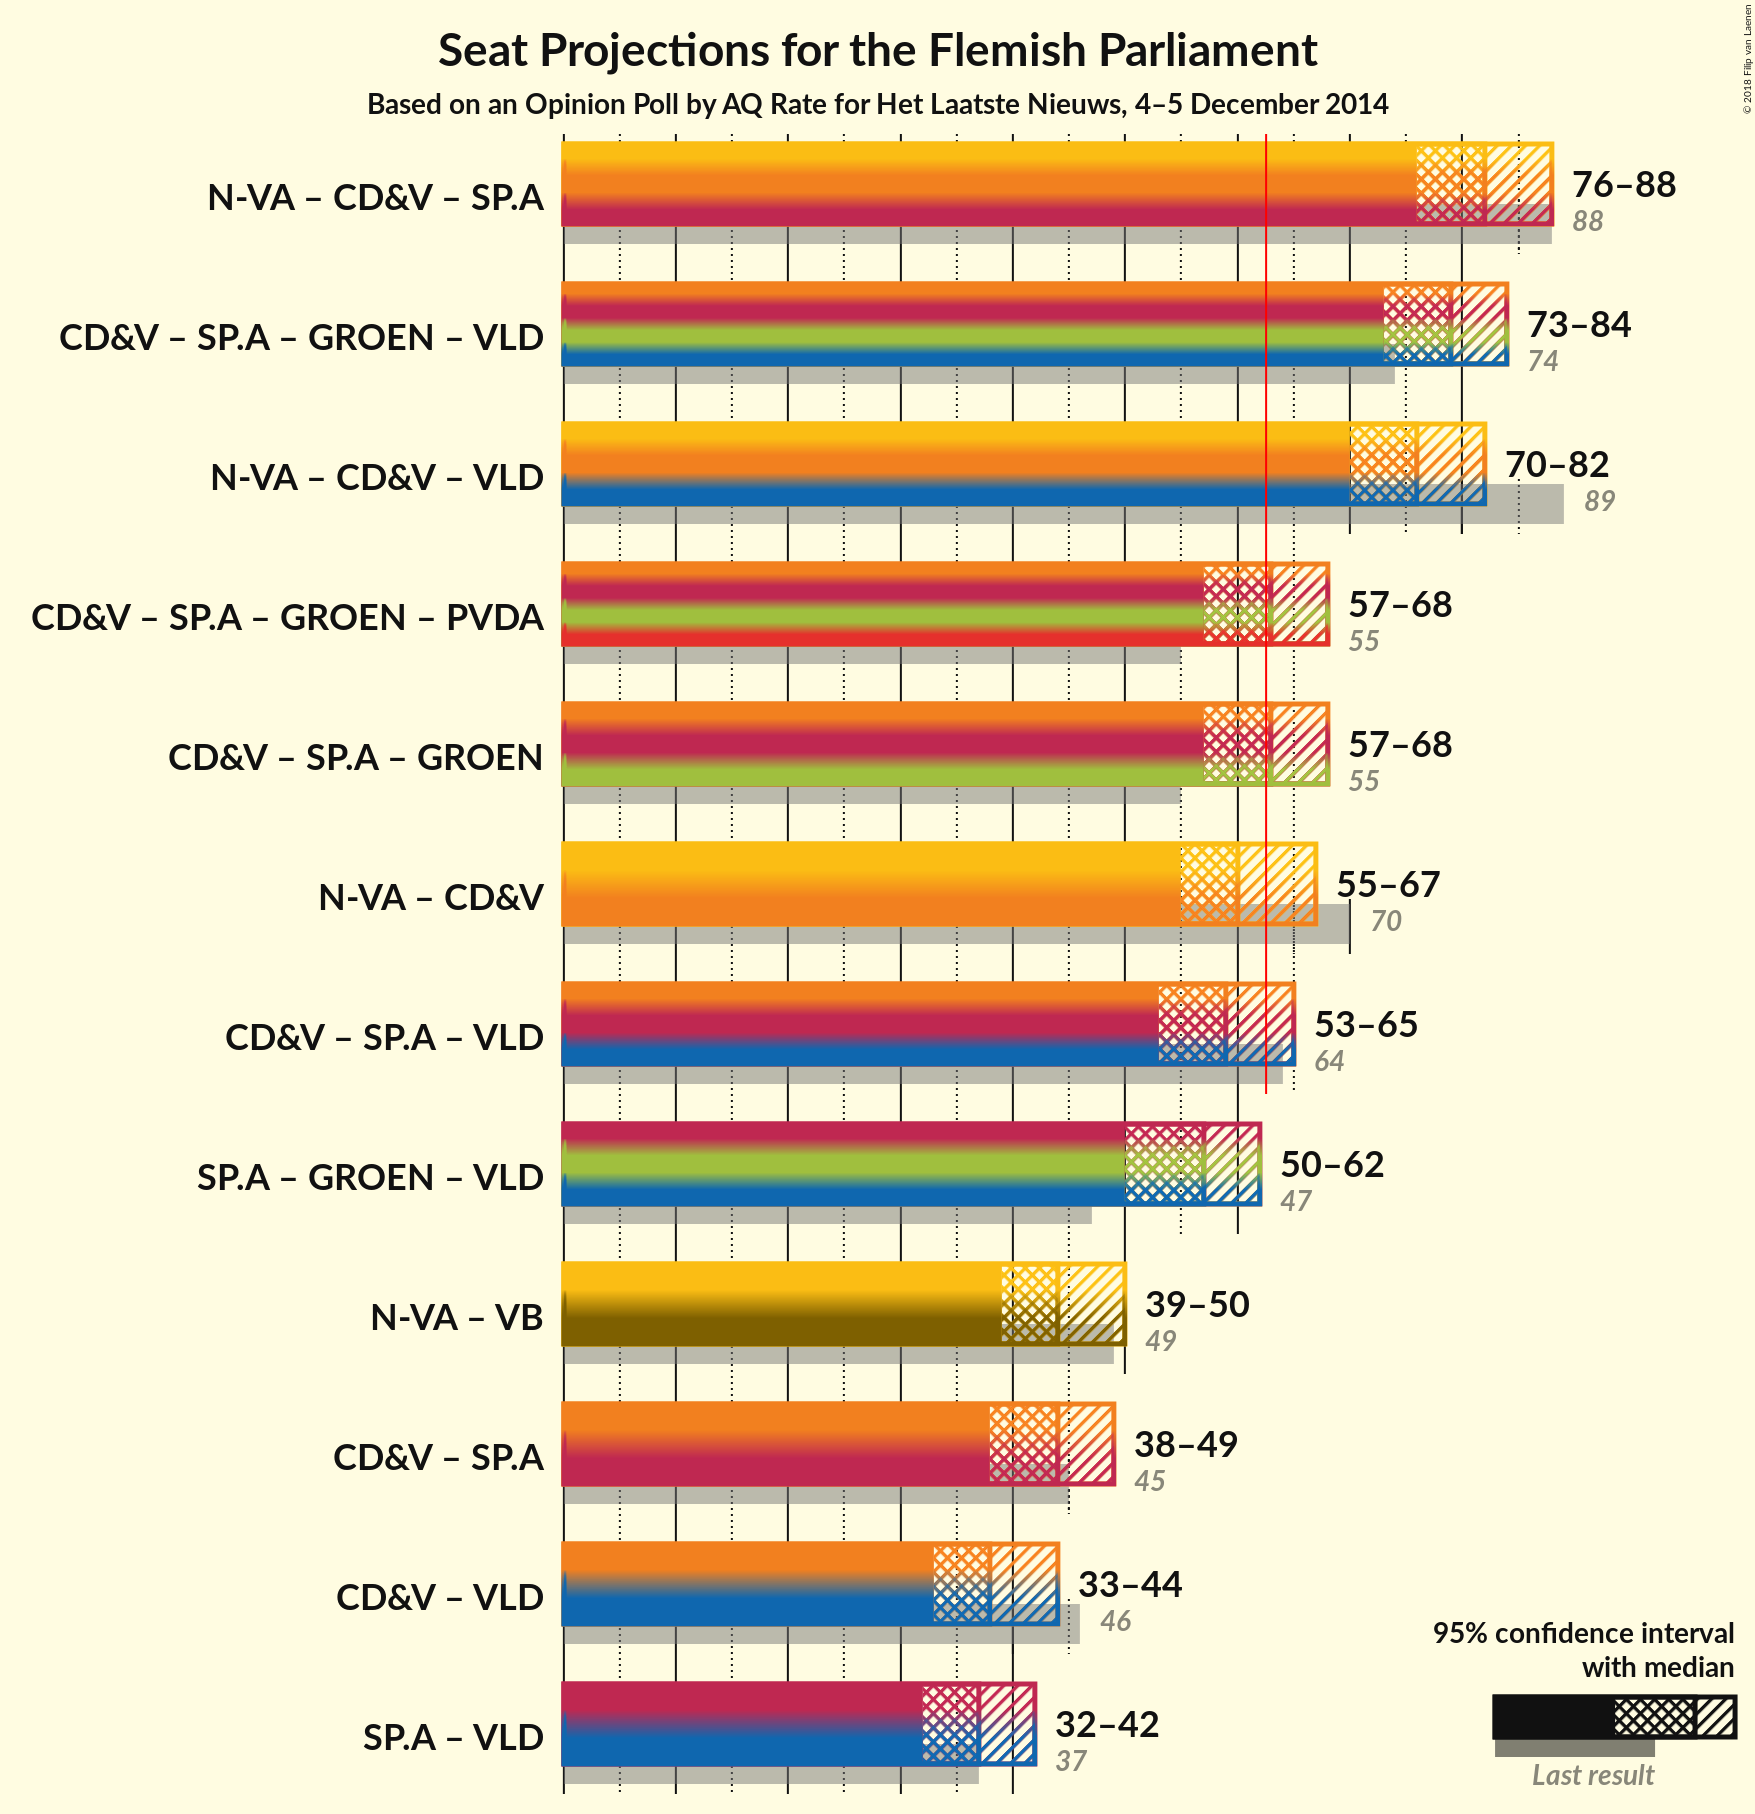 Seat Projections for the Flemish Parliament
Based on an Opinion Poll by AQ Rate for Het Laatste Nieuws, 4–5 December 2014
© 2018 Filip van Laenen
N-VA – CD&V – SP.A
76–88
88
CD&V – SP.A – GROEN – VLD
73–84
74
N-VA – CD&V – VLD
70–82
89
CD&V – SP.A – GROEN – PVDA
57–68
55
CD&V – SP.A – GROEN
57–68
55
N-VA – CD&V
55–67
70
CD&V – SP.A – VLD
53–65
64
SP.A – GROEN – VLD
50–62
47
N-VA – VB
39–50
49
CD&V – SP.A
38–49
45
CD&V – VLD
33–44
46
SP.A – VLD
32–42
37
95% confidence interval
with median
Last result